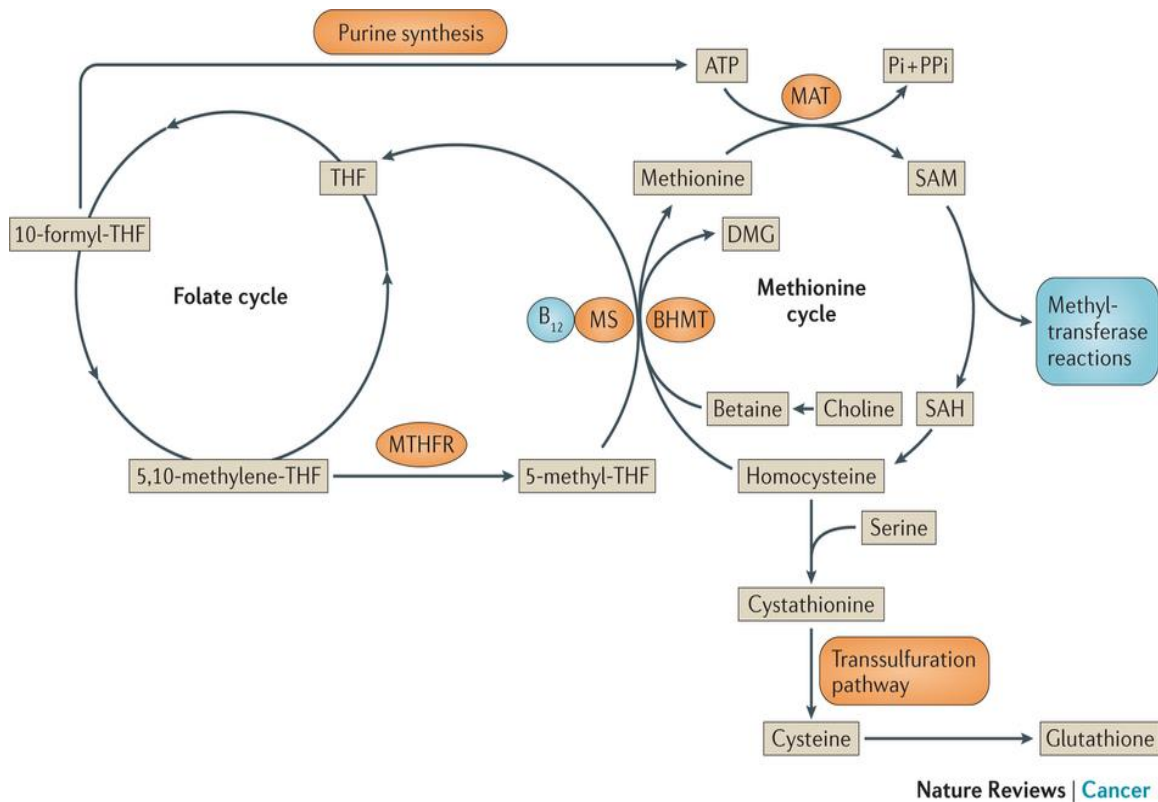 Purine synthesis
ATP
Pi+PPi
MAT
THF
Methionine
SAM
10-formyl-THF
DMG
Folate cycle
Methionine
cycle
B12
MS
BHMT
Methyl-
transferase
reactions
Betaine
Choline
SAH
MTHFR
5,10-methylene-THF
5-methyl-THF
Homocysteine
Serine
Cystathionine
Transsulfuration
pathway
Cysteine
Glutathione
Nature Reviews | Cancer